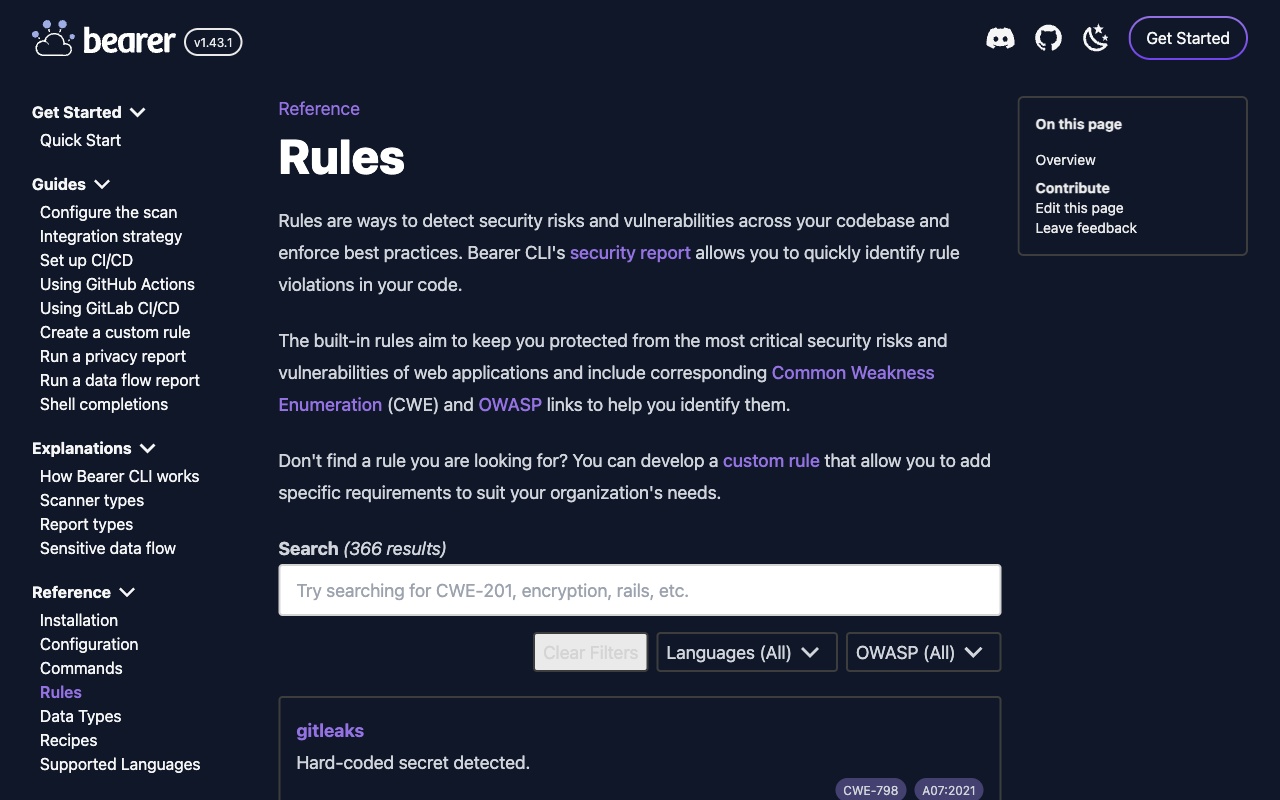 bearer v1.43.1
Get Started
Get Started
Quick Start
Guides
Configure the scan
Integration strategy
Set up CI/CD
Using GitHub Actions
Using GitLab CI/CD
Create a custom rule
Run a privacy report
Run a data flow report
Shell completions
Explanations
How Bearer CLI works
Scanner types
Report types
Sensitive data flow
Reference
Installation
Configuration
Commands
Rules
Data Types
Recipes
Supported Languages
Reference
Rules
Rules are ways to detect security risks and vulnerabilities across your codebase and
enforce best practices. Bearer CLI's security report allows you to quickly identify rule
violations in your code.
The built-in rules aim to keep you protected from the most critical security risks and
vulnerabilities of web applications and include corresponding Common Weakness
Enumeration (CWE) and OWASP links to help you identify them.
Don't find a rule you are looking for? You can develop a custom rule that allow you to add
specific requirements to suit your organization's needs.
Search (366 results)
Try searching for CWE-201, encryption, rails, etc.
Clear Filters
Languages (All)
OWASP (All)
gitleaks
Hard-coded secret detected.
CWE-798
A07:2021
On this page
Overview
Contribute
Edit this page
Leave feedback